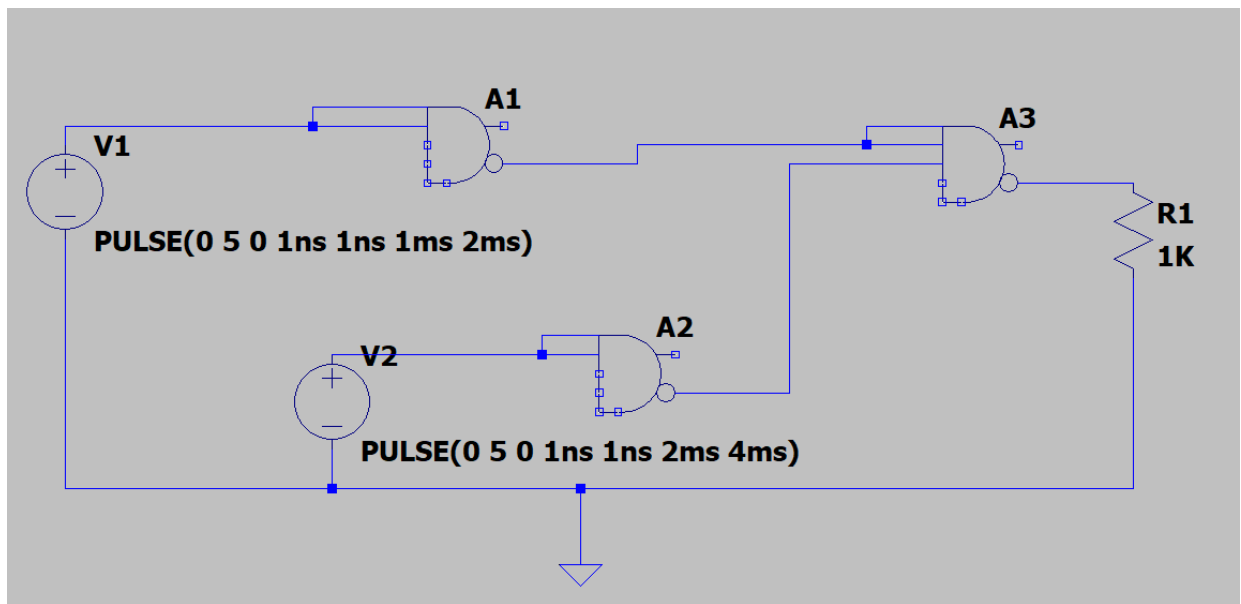 A1
A3
V1
R1
PULSE(0 5 0 1ns 1ns 1ms 2ms)
1K
A2
V2
PULSE(0 5 0 1ns 1ns 2ms 4ms)